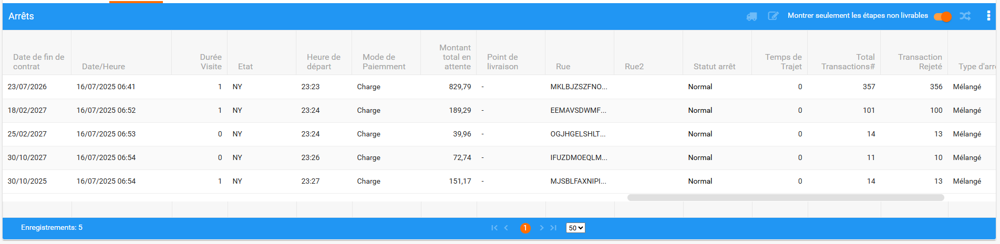 Arrêts
Montrer seulement les étapes non livrables
Date de fin de contrat Date/Heure Durée Visite Etat Heure de départ Mode de Paiemment Montant total en attente Point de livraison Rue Rue2 Statut arrêt Temps de Trajet Total Transactions# Transaction Rejeté Type d'arr
23/07/2026 16/07/2025 06:41 1 NY 23:23 Charge 829,79 - MKLBJZSZFNO... Normal 0 357 356 Mélangé
18/02/2027 16/07/2025 06:52 1 NY 23:24 Charge 189,29 - EEMAVSDWMF... Normal 0 101 100 Mélangé
25/02/2027 16/07/2025 06:53 0 NY 23:24 Charge 39,96 - OGJHGELSHLT... Normal 0 14 13 Mélangé
30/10/2027 16/07/2025 06:54 0 NY 23:26 Charge 72,74 - IFUZDMOEQLM... Normal 0 11 10 Mélangé
30/10/2025 16/07/2025 06:54 1 NY 23:27 Charge 151,17 - MJSBLFAXNIPI... Normal 0 14 13 Mélangé
Enregistrements: 5 1 50